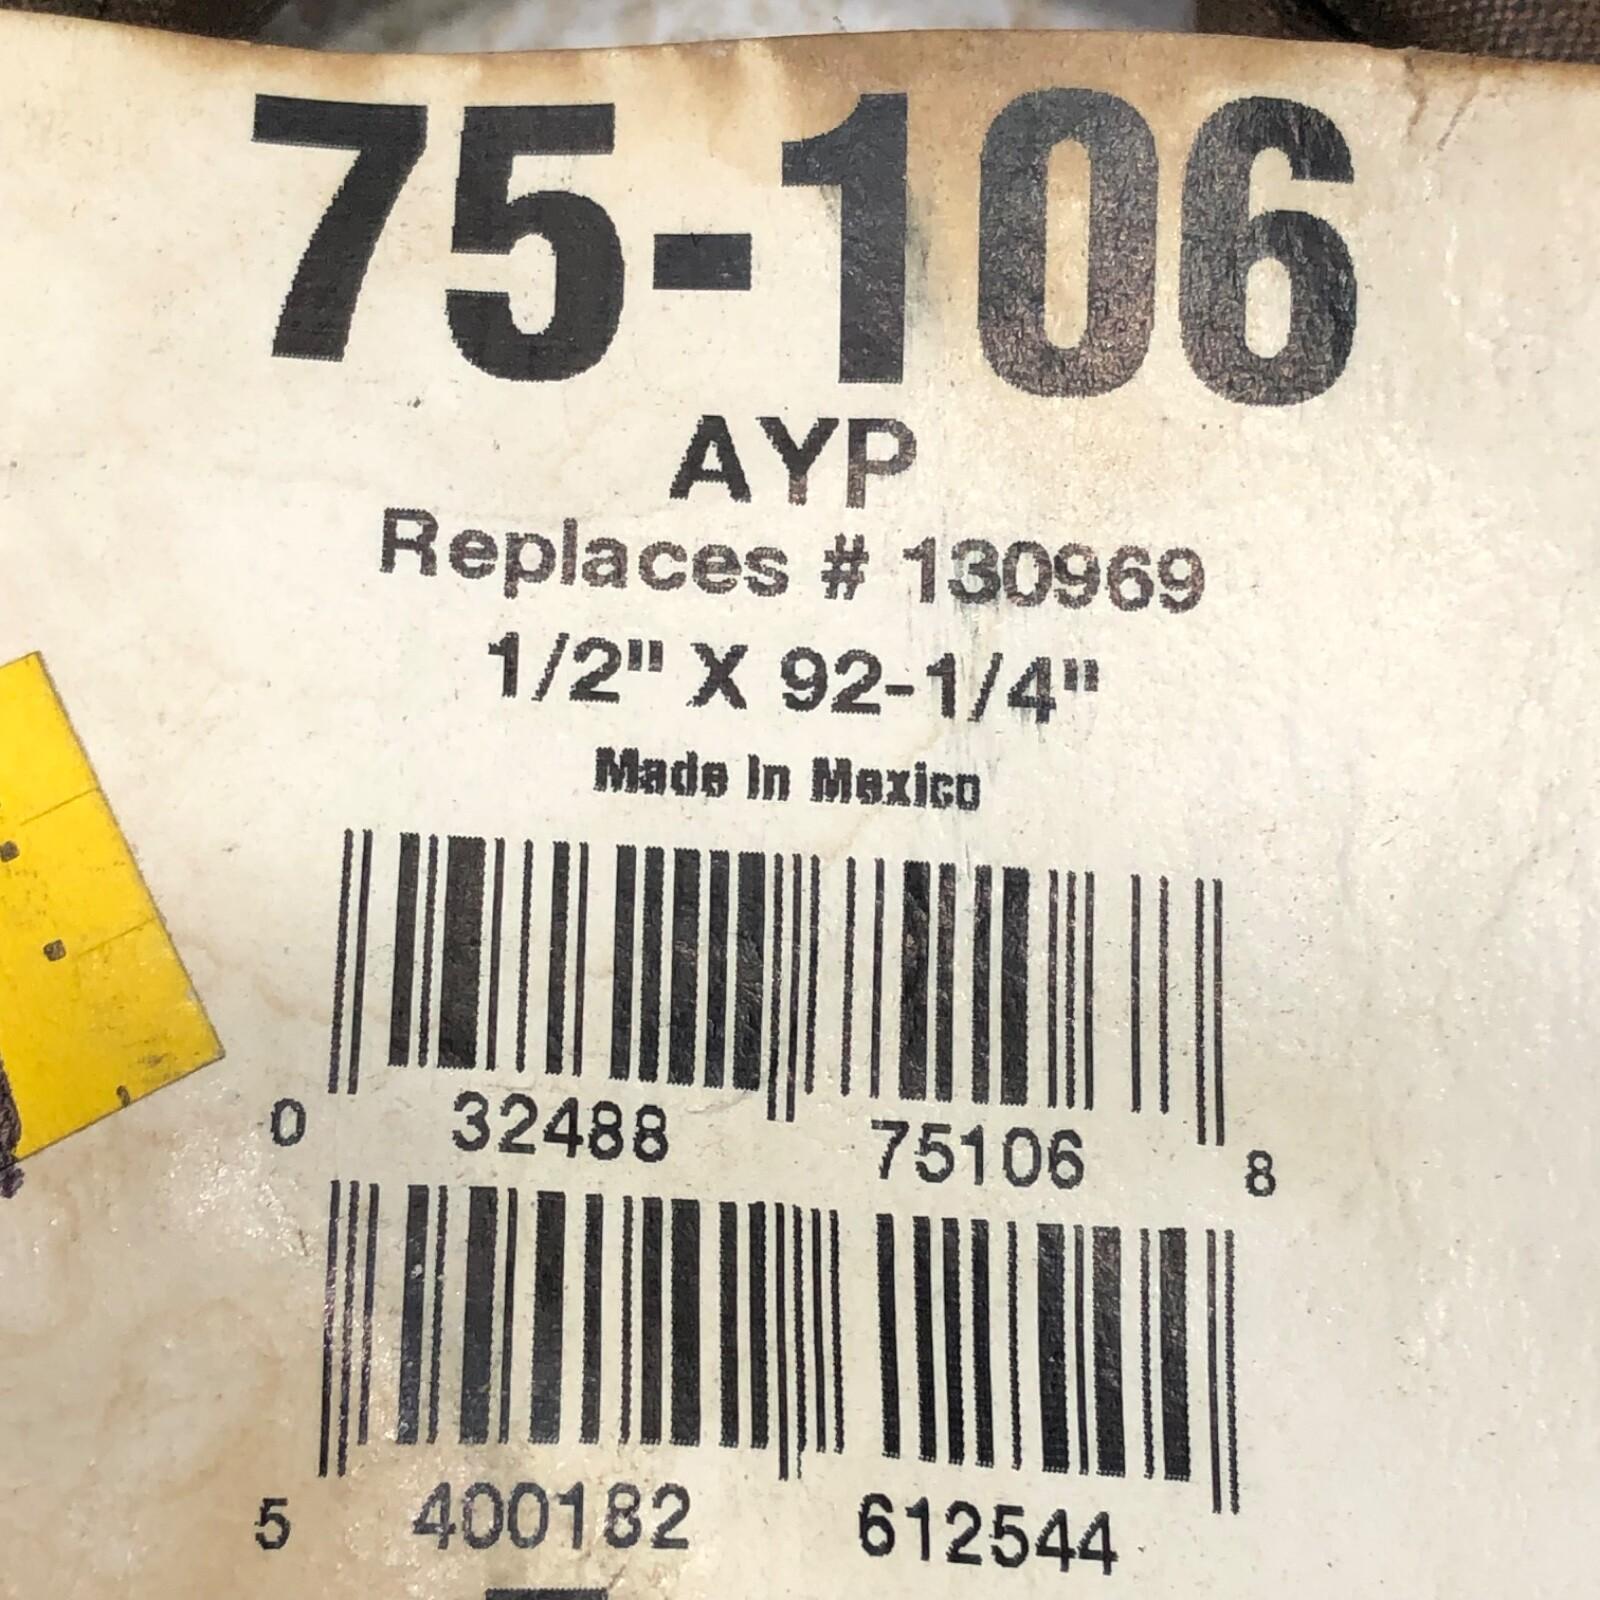 75-106
AYP
Replaces # 130969
1/2" X 92-1/4"
Made In Mexico
0 32488 75106 8
5 400182 612544